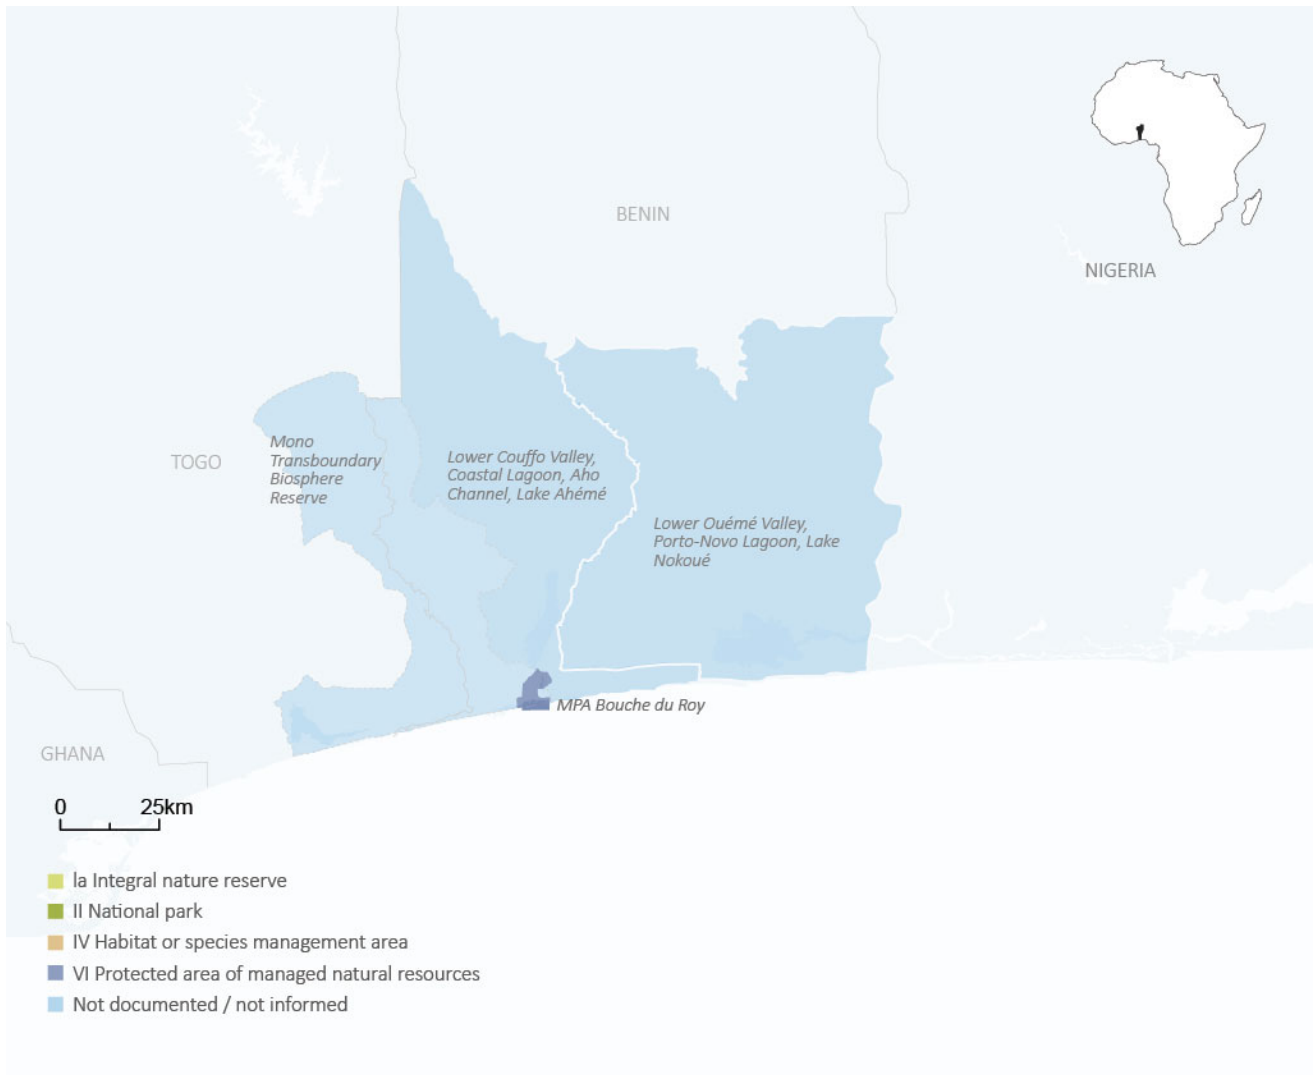 BENIN
NIGERIA
TOGO
Mono
Transboundary
Biosphere
Reserve
Lower Couffo Valley,
Coastal Lagoon, Aho
Channel, Lake Ahémé
Lower Ouémé Valley,
Porto-Novo Lagoon, Lake
Nokoué
MPA Bouche du Roy
GHANA
0 25km
la Integral nature reserve
II National park
IV Habitat or species management area
VI Protected area of managed natural resources
Not documented / not informed